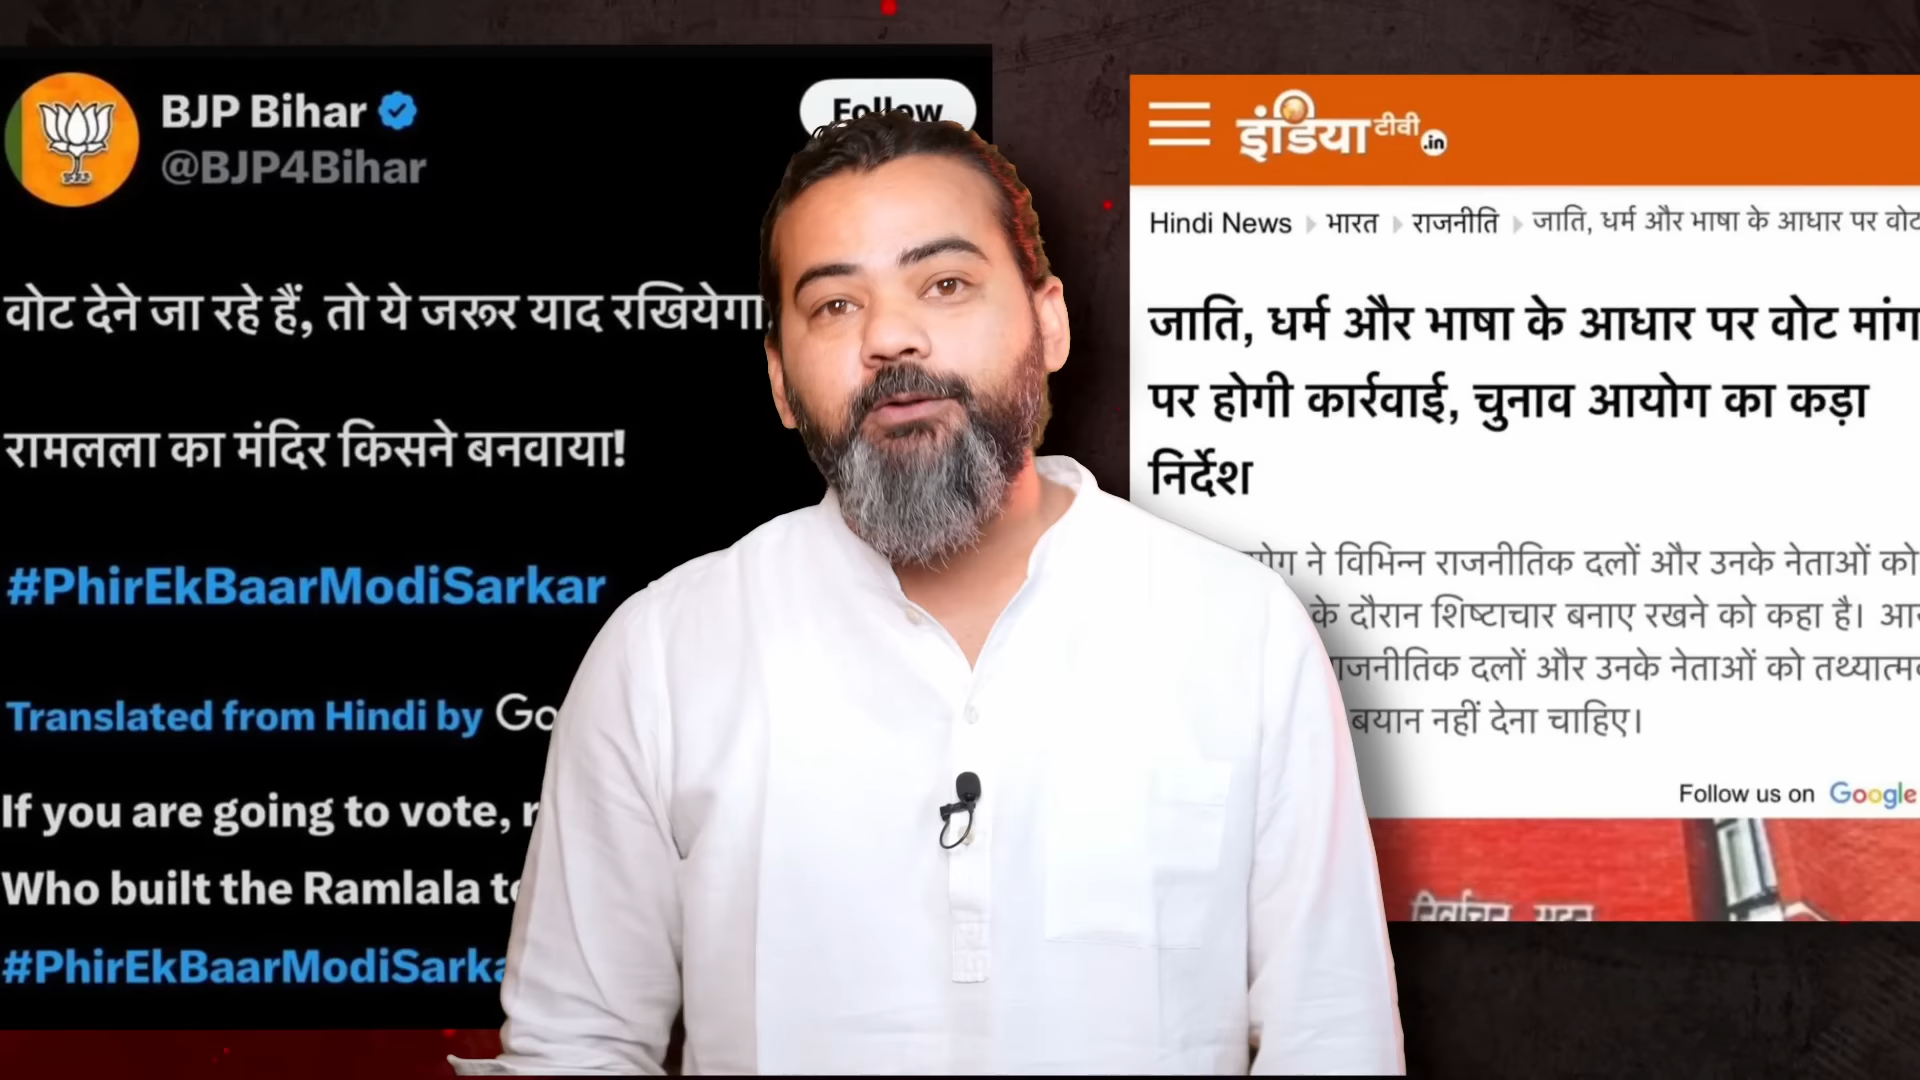 BJP Bihar
@BJP4Bihar
Follow
वोट देने जा रहे हैं, तो ये जरूर याद रखियेगा
रामलला का मंदिर किसने बनवाया!
#PhirEkBaarModiSarkar
Translated from Hindi by
If you are going to vote,
Who built the Ramlala
#PhirEkBaarModiSarka
इंडिया टीवी .in
Hindi News भारत राजनीति जाति, धर्म और भाषा के आधार पर वोट
जाति, धर्म और भाषा के आधार पर वोट मांग
पर होगी कार्रवाई, चुनाव आयोग का कड़ा
निर्देश
ने विभिन्न राजनीतिक दलों और उनके नेताओं को
के दौरान शिष्टाचार बनाए रखने को कहा है।
दलों और उनके नेताओं को
बयान नहीं देना चाहिए।
Follow us on Google